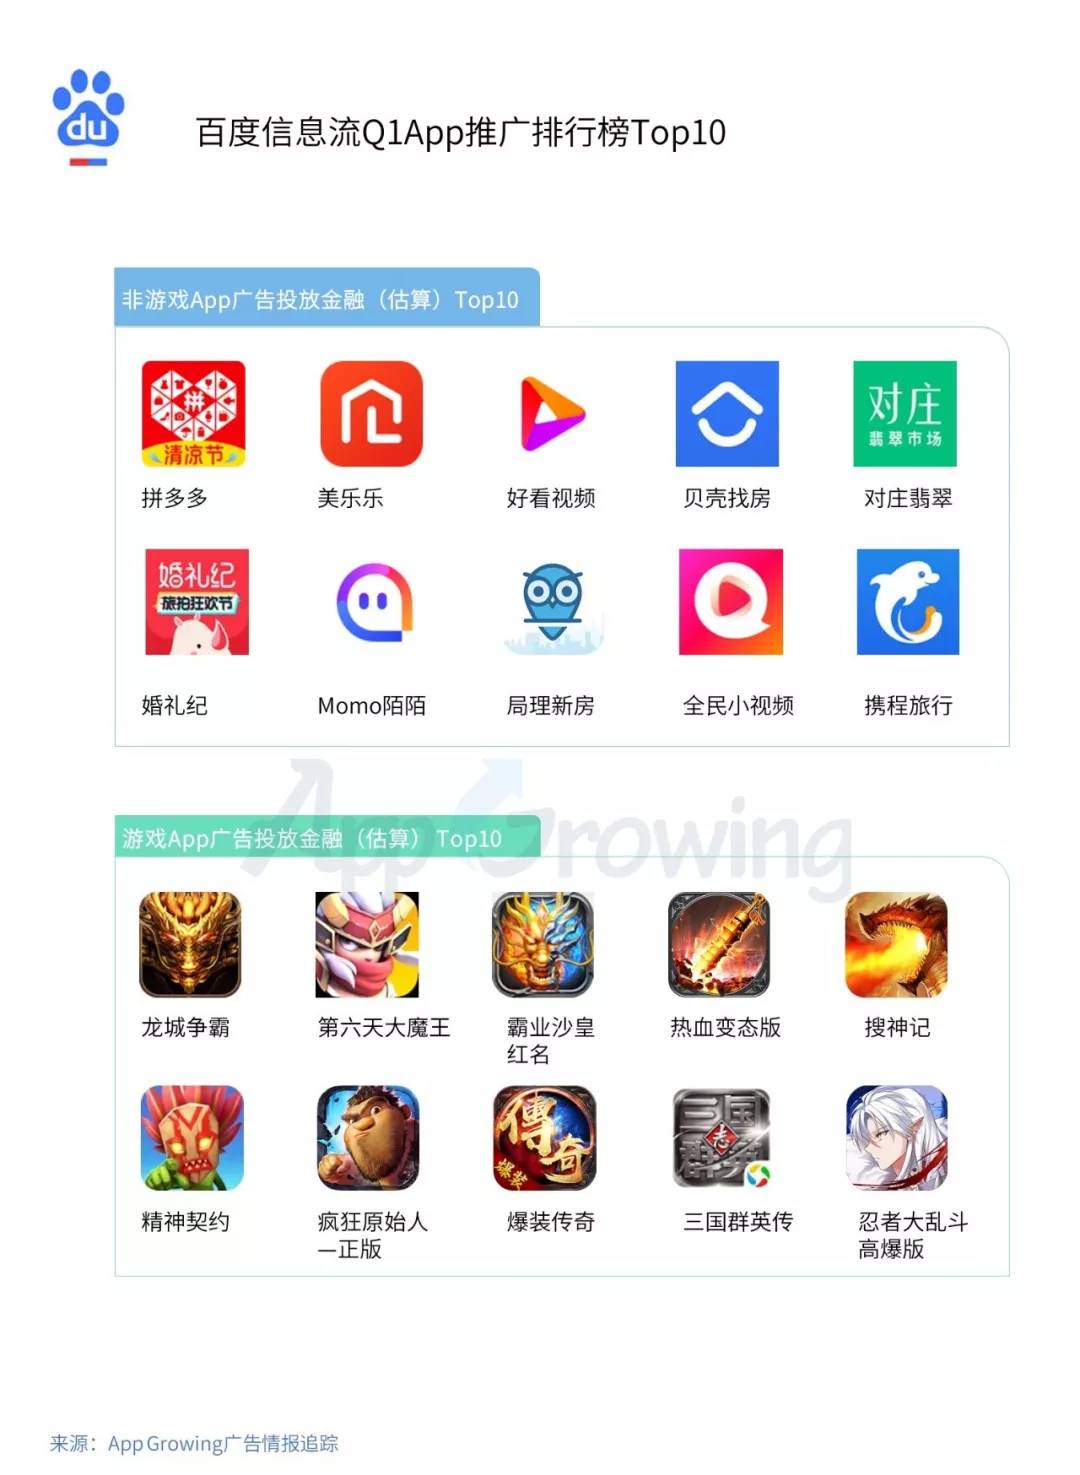 du
百度信息流Q1App推广排行榜Top10
非游戏App广告投放金融（估算）Top10
拼
清凉节
对庄
翡翠市场
拼多多
美乐乐
好看视频
贝壳找房
对庄翡翠
婚礼纪
旅拍狂欢节
婚礼纪
Momo陌陌
局理新房
全民小视频
携程旅行
App Growing
游戏App广告投放金融（估算）Top10
龙城争霸
第六天大魔王
霸业沙皇
红名
热血变态版
搜神记
傳奇
爆装
三国
志
群英
精神契约
疯狂原始人
—正版
爆装传奇
三国群英传
忍者大乱斗
高爆版
来源：App Growing广告情报追踪